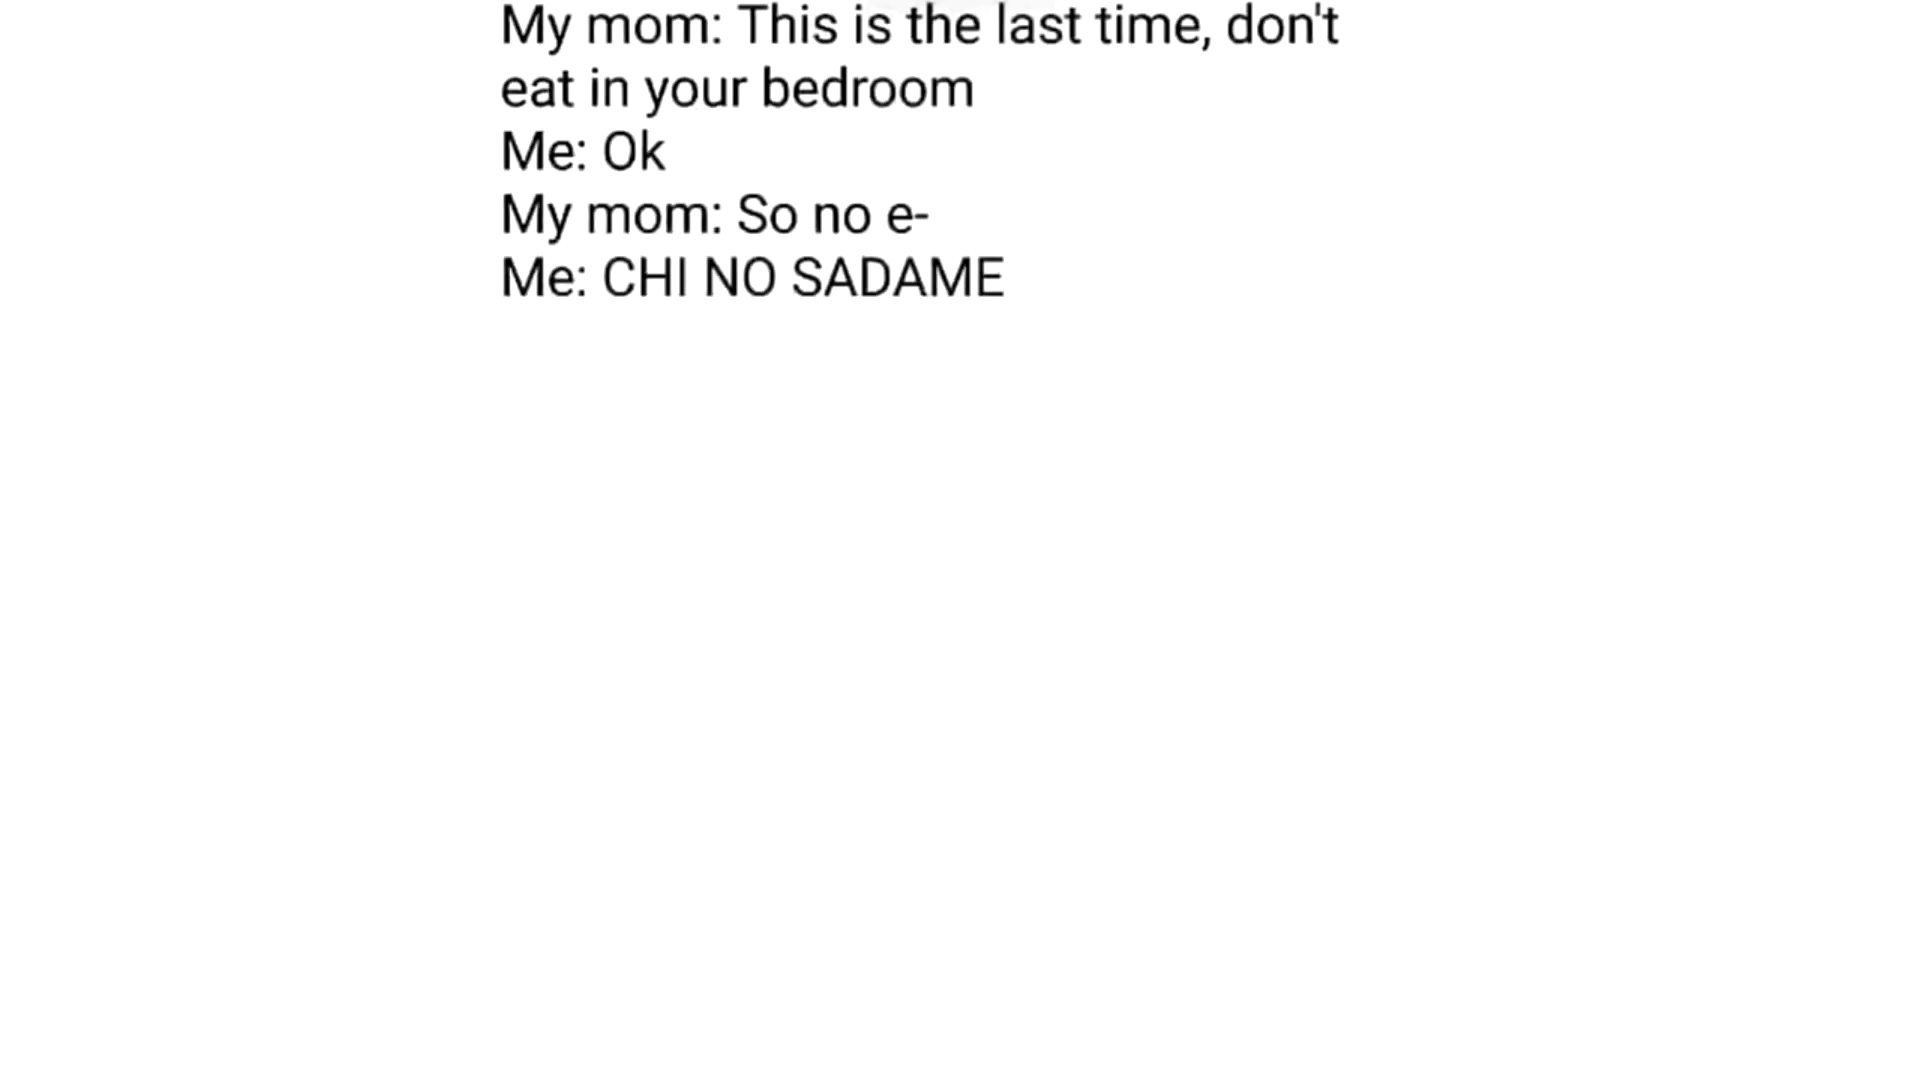 My mom: This is the last time, don't
eat in your bedroom
Me: Ok
My mom: So no e-
Me: CHI NO SADAME